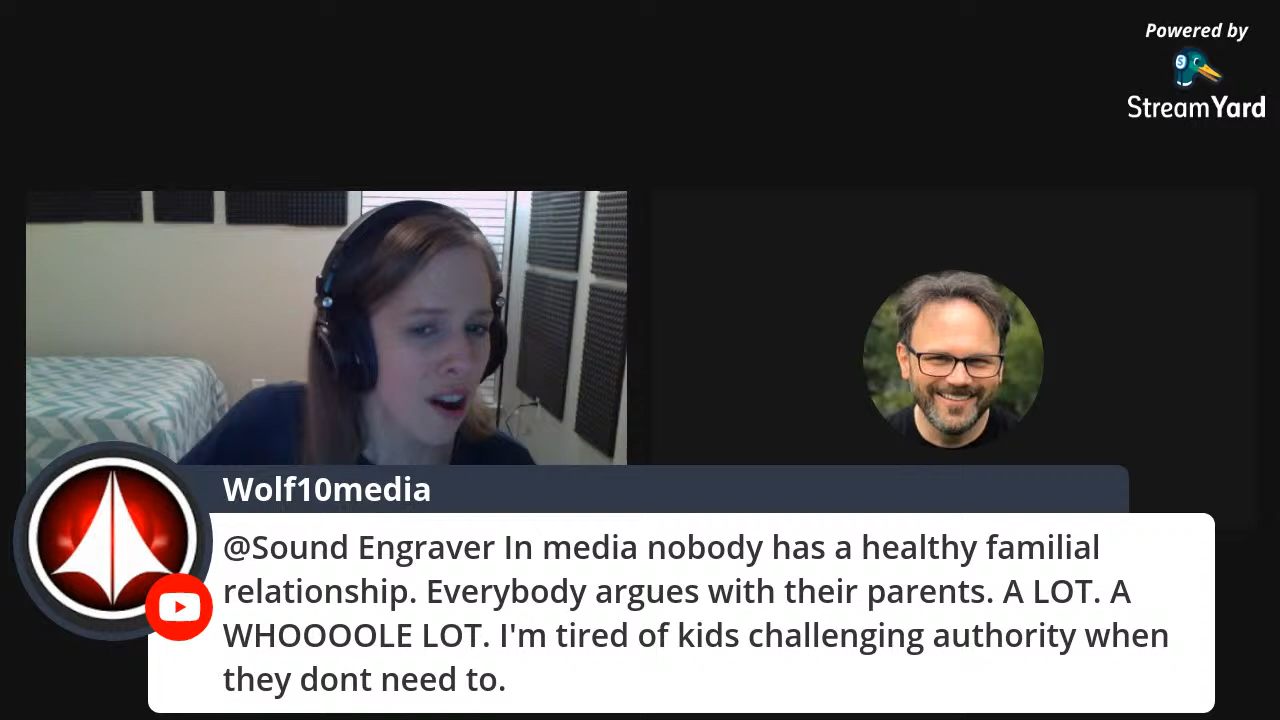 Powered by
StreamYard
Wolf10media
@Sound Engraver In media nobody has a healthy familial
relationship. Everybody argues with their parents. A LOT. A
WHOOOOLE LOT. I'm tired of kids challenging authority when
they dont need to.